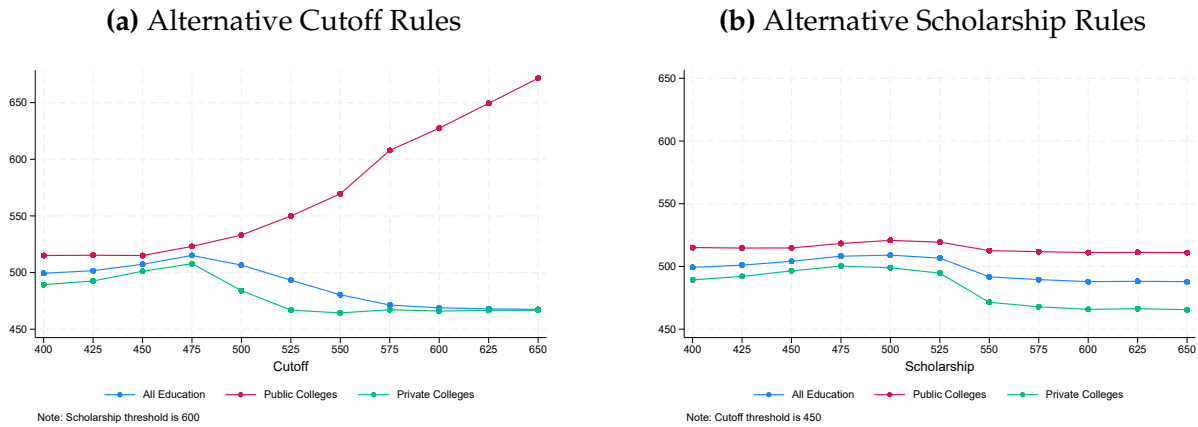 (a) Alternative Cutoff Rules
650
600
550
500
450
400 425 450 475 500 525 550 575 600 625 650
Cutoff
All Education Public Colleges Private Colleges
Note: Scholarship threshold is 600
(b) Alternative Scholarship Rules
650
600
550
500
450
400 425 450 475 500 525 550 575 600 625 650
Scholarship
All Education Public Colleges Private Colleges
Note: Cutoff threshold is 450